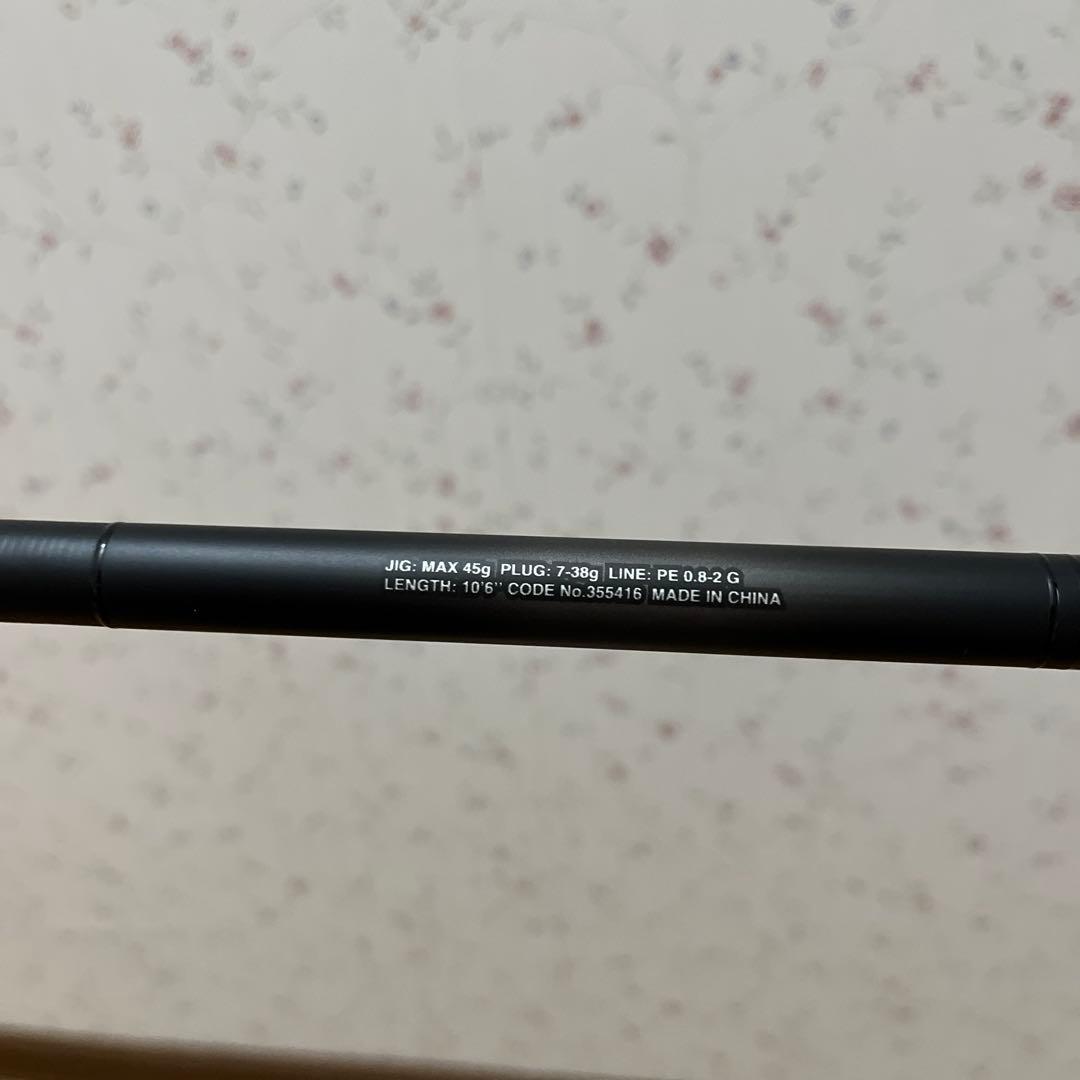 JIG: MAX 45g PLUG: 7-38g LINE: PE 0.8-2 G
LENGTH: 10'6'' CODE No.355416 MADE IN CHINA